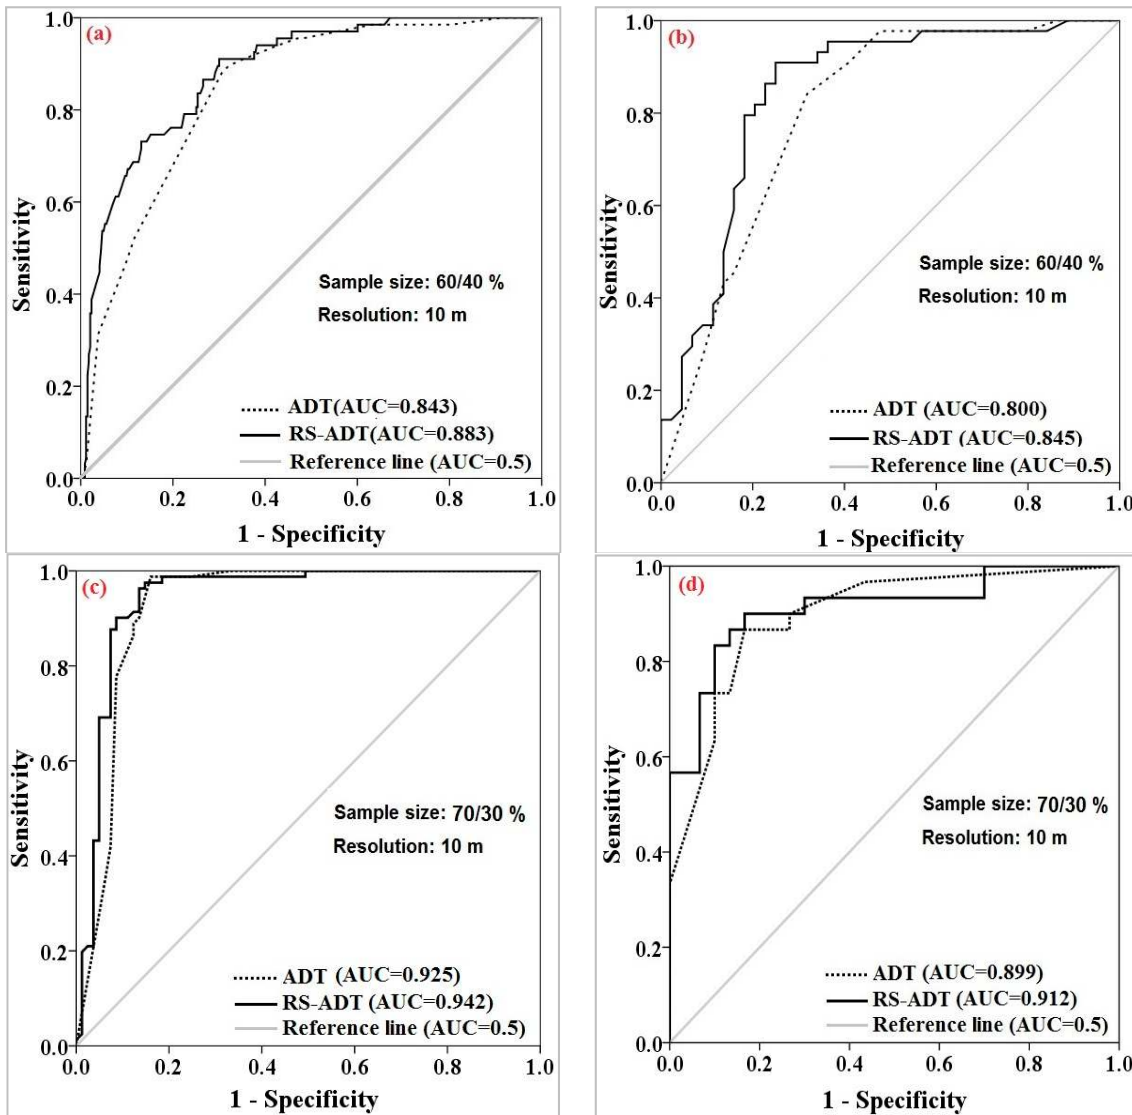 (a)
1.0
0.8
0.6
0.4
0.2
0.0
Sensitivity
Sample size: 60/40 %
Resolution: 10 m
ADT(AUC=0.843)
RS-ADT(AUC=0.883)
Reference line (AUC=0.5)
0.0 0.2 0.4 0.6 0.8 1.0
1 - Specificity
(b)
1.0
0.8
0.6
0.4
0.2
0.0
Sensitivity
Sample size: 60/40 %
Resolution: 10 m
ADT (AUC=0.800)
RS-ADT (AUC=0.845)
Reference line (AUC=0.5)
0.0 0.2 0.4 0.6 0.8 1.0
1 - Specificity
(c)
1.0
0.8
0.6
0.4
0.2
0.0
Sensitivity
Sample size: 70/30 %
Resolution: 10 m
ADT (AUC=0.925)
RS-ADT (AUC=0.942)
Reference line (AUC=0.5)
0.0 0.2 0.4 0.6 0.8 1.0
1 - Specificity
(d)
1.0
0.8
0.6
0.4
0.2
0.0
Sensitivity
Sample size: 70/30 %
Resolution: 10 m
ADT (AUC=0.899)
RS-ADT (AUC=0.912)
Reference line (AUC=0.5)
0.0 0.2 0.4 0.6 0.8 1.0
1 - Specificity